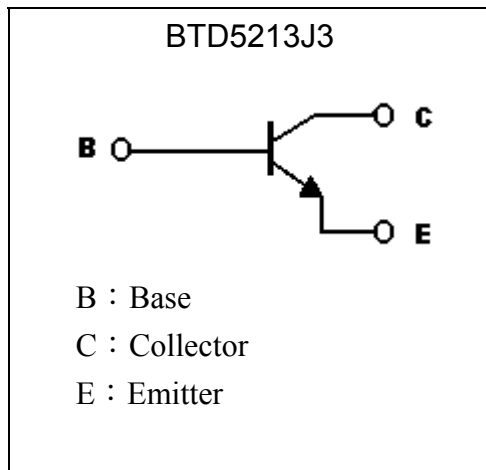 BTD5213J3
C
B
E
B：Base
C：Collector
E：Emitter